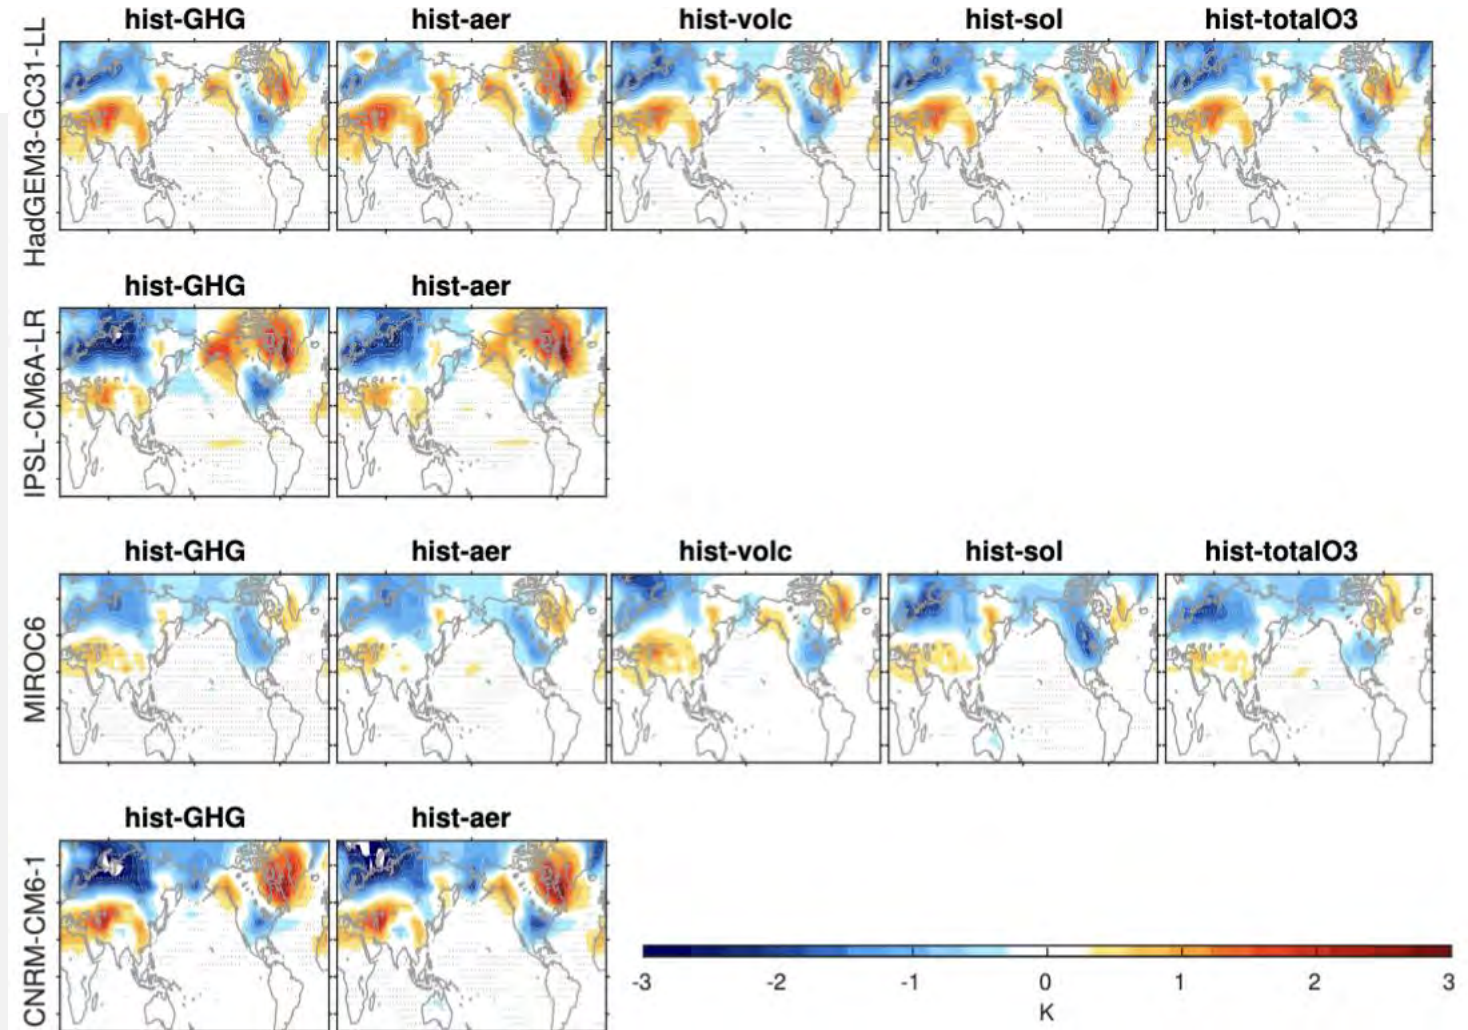 hist-GHG hist-aer hist-volc hist-sol hist-totalO3
HadGEM3-GC31-LL
hist-GHG hist-aer
IPSL-CM6A-LR
hist-GHG hist-aer hist-volc hist-sol hist-totalO3
MIROC6
hist-GHG hist-aer
CNRM-CM6-1
-3 -2 -1 0 1 2 3
K